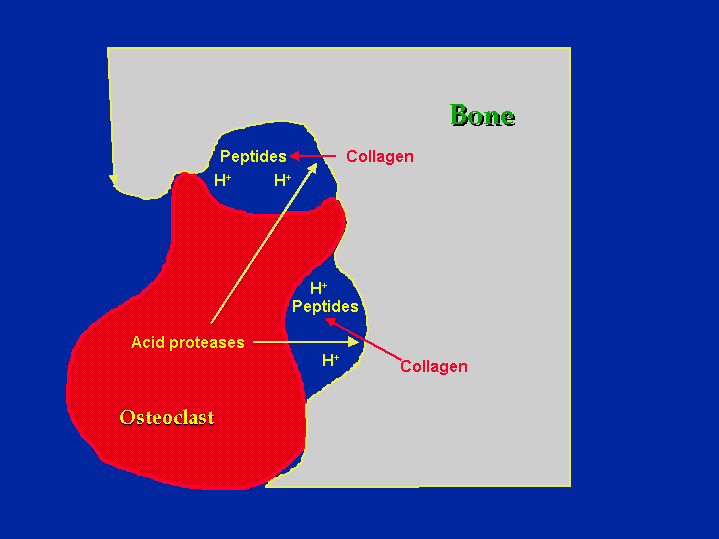 Bone
Peptides
Collagen
H⁺ H⁺
H⁺
Peptides
Acid proteases
H⁺
Collagen
Osteoclast